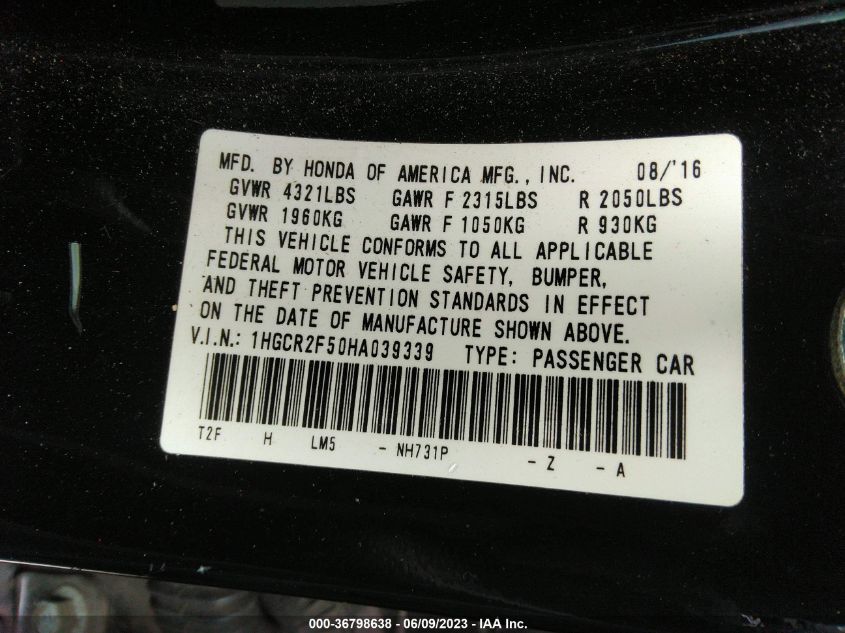 MFD. BY HONDA OF AMERICA MFG., INC. 08/'16
GVWR 4321LBS GAWR F 2315LBS R 2050LBS
GVWR 1960KG GAWR F 1050KG R 930KG
THIS VEHICLE CONFORMS TO ALL APPLICABLE
FEDERAL MOTOR VEHICLE SAFETY, BUMPER,
AND THEFT PREVENTION STANDARDS IN EFFECT
ON THE DATE OF MANUFACTURE SHOWN ABOVE.
V.I.N.: 1HGCR2F50HA039339 TYPE: PASSENGER CAR
T2F H LM5 - NH731P - Z - A
000-36798638 - 06/09/2023 - © IAA Inc.